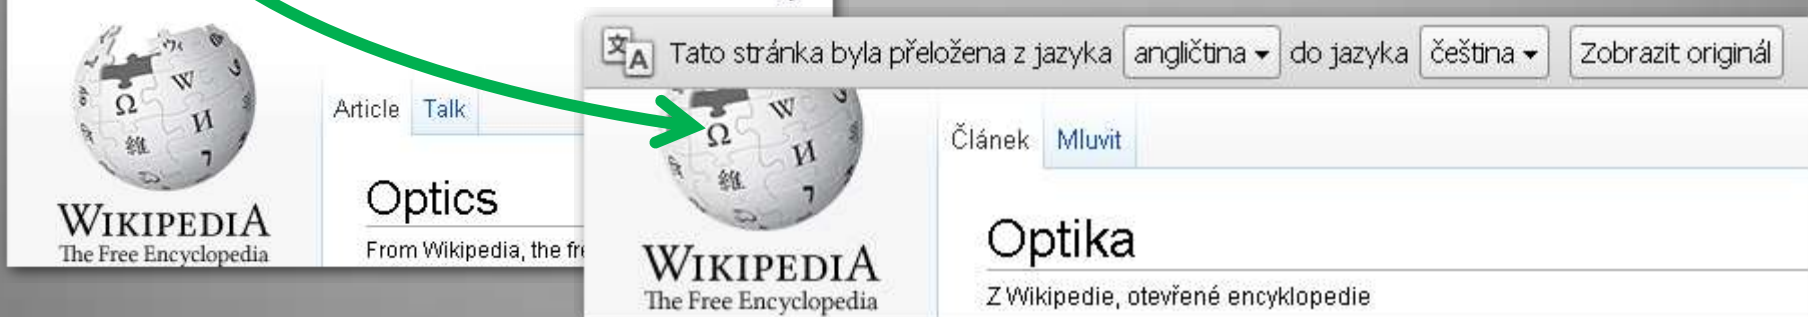 Article Talk
Optics
From Wikipedia, the
WIKIPEDIA
The Free Encyclopedia
Tato stránka byla přeložena z jazyka angličtina do jazyka čeština Zobrazit originál
Článek Mluvit
Optika
Z Wikipedie, otevřené encyklopedie
WIKIPEDIA
The Free Encyclopedia